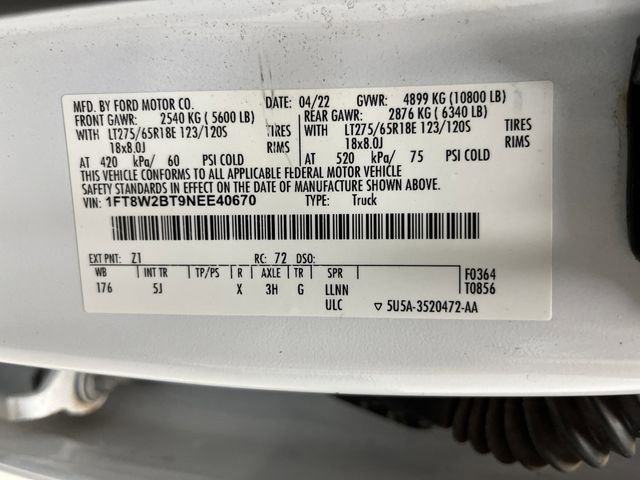 MFD. BY FORD MOTOR CO. DATE: 04/22 GVWR: 4899 KG (10800 LB)
FRONT GAWR: 2540 KG ( 5600 LB) REAR GAWR: 2876 KG ( 6340 LB)
WITH LT275/65R18E 123/120S TIRES WITH LT275/65R18E 123/120S TIRES
18x8.0J RIMS 18x8.0J RIMS
AT 420 kPa/ 60 PSI COLD AT 520 kPa/ 75 PSI COLD
THIS VEHICLE CONFORMS TO ALL APPLICABLE FEDERAL MOTOR VEHICLE
SAFETY STANDARDS IN EFFECT ON THE DATE OF MANUFACTURE SHOWN ABOVE.
VIN: 1FT8W2BT9NEE40670 TYPE: Truck
EXT PNT: Z1 RC: 72 DSO:
WB INT TR TP/PS R AXLE TR SPR F0364
176 5J X 3H G LLNN T0856
ULC ▽ 5U5A-3520472-AA